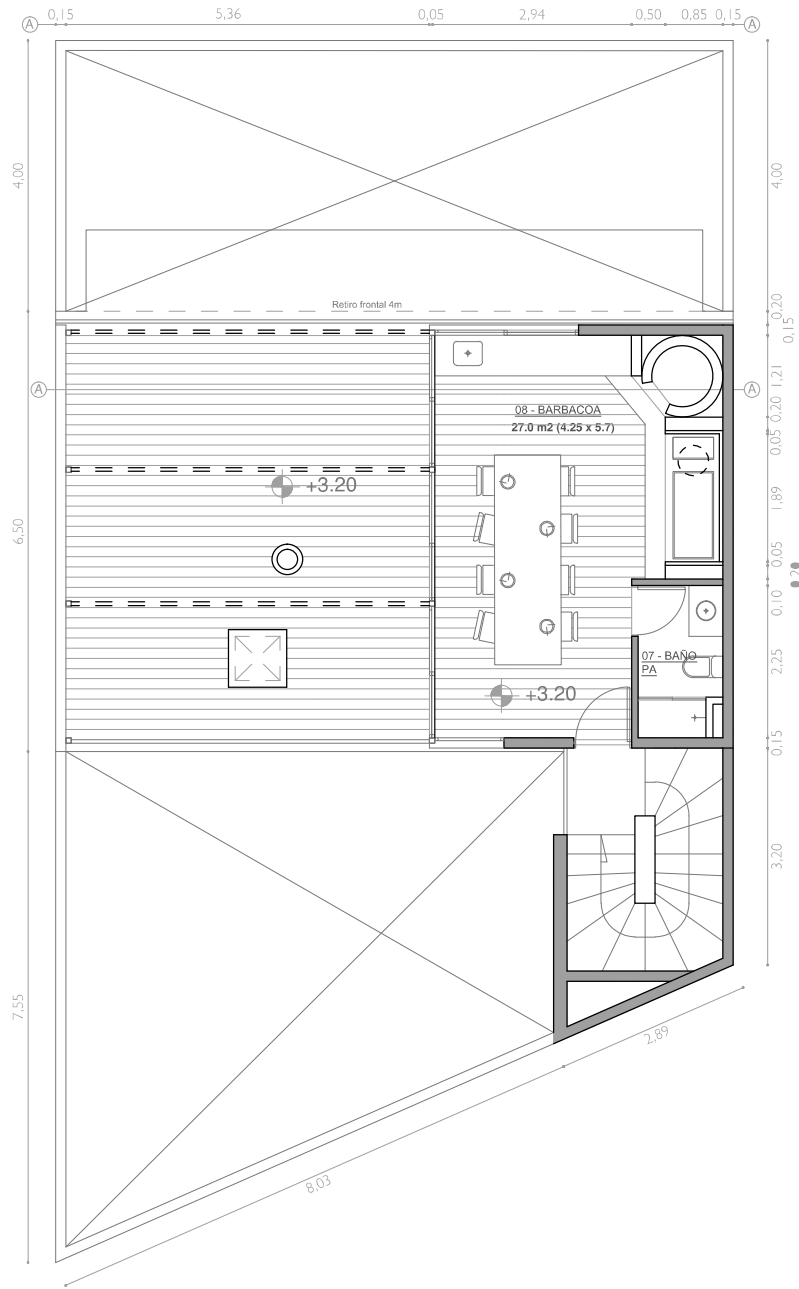 A 0,15 5,36 0,05 2,94 0,50 0,85 0,15 A
4,00
4,00
Retiro frontal 4m
0,20
0,15
A
A
1,21
08 - BARBACOA
27.0 m2 (4.25 x 5.7)
0,20
0,05
+3.20
1,89
6,50
0,05
0,10
07 - BAÑO
PA
2,25
+3.20
0,15
3,20
7,55
2,89
8,03